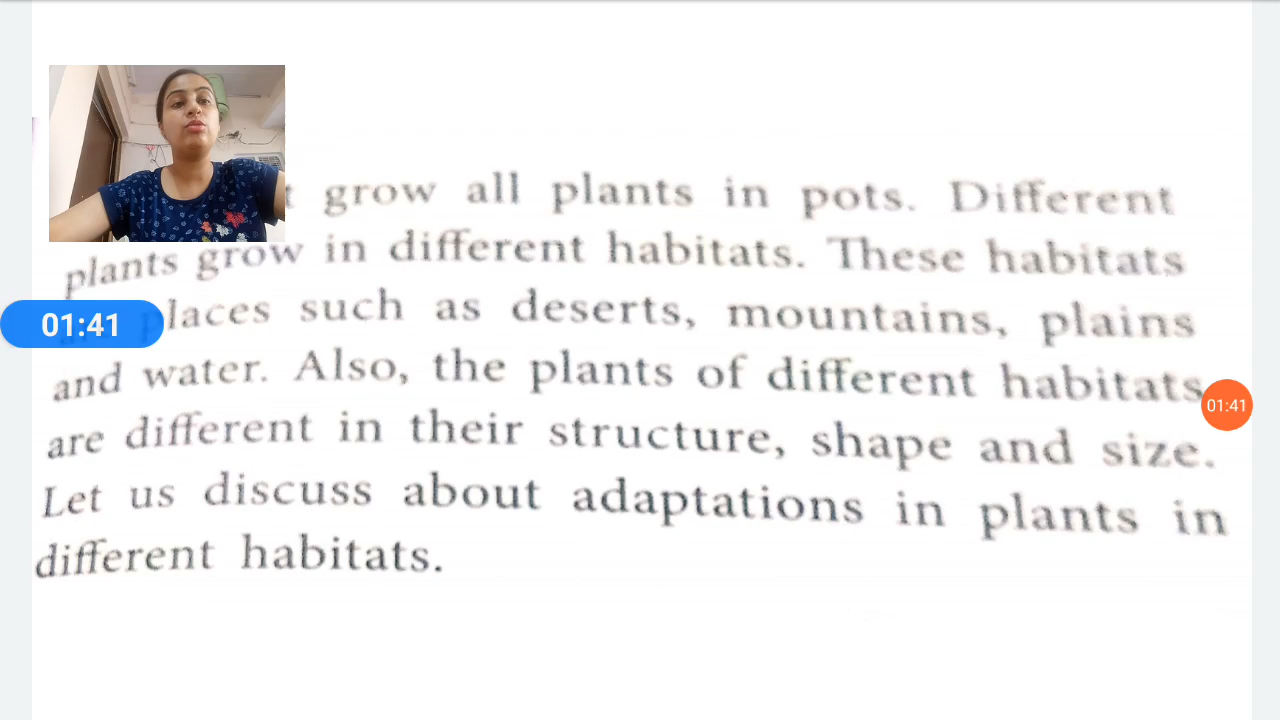 grow all plants in pots. Different
plants grow in different habitats. These habitats
places such as deserts, mountains, plains
and water. Also, the plants of different habitats
are different in their structure, shape and size.
Let us discuss about adaptations in plants in
different habitats.
01:41
01:41